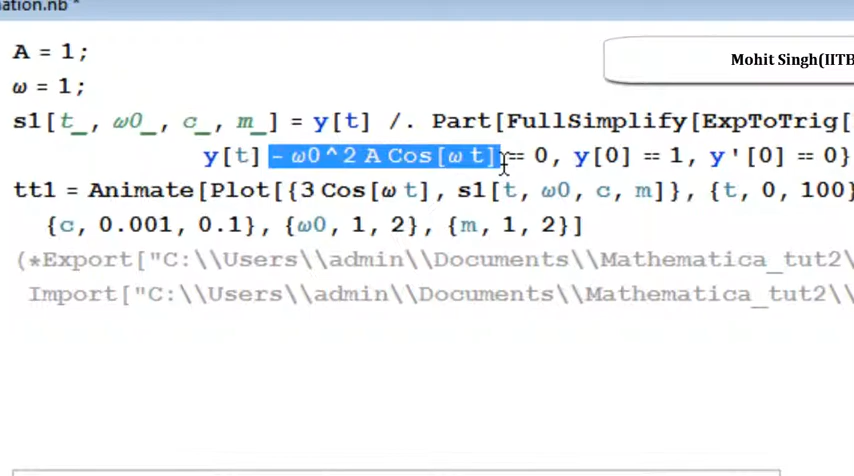 ation.nb *
Mohit Singh(IITB
A = 1;
ω = 1;
s1[t_, ω0_, c_, m_] = y[t] /. Part[FullSimplify[ExpToTrig[
y[t] - ω0^2 A Cos[ω t] == 0, y[0] == 1, y'[0] == 0}
tt1 = Animate[Plot[{3 Cos[ω t], s1[t, ω0, c, m]}, {t, 0, 100}
{c, 0.001, 0.1}, {ω0, 1, 2}, {m, 1, 2}]
(*Export["C:\\Users\\admin\\Documents\\Mathematica_tut2\
Import["C:\\Users\\admin\\Documents\\Mathematica_tut2\\